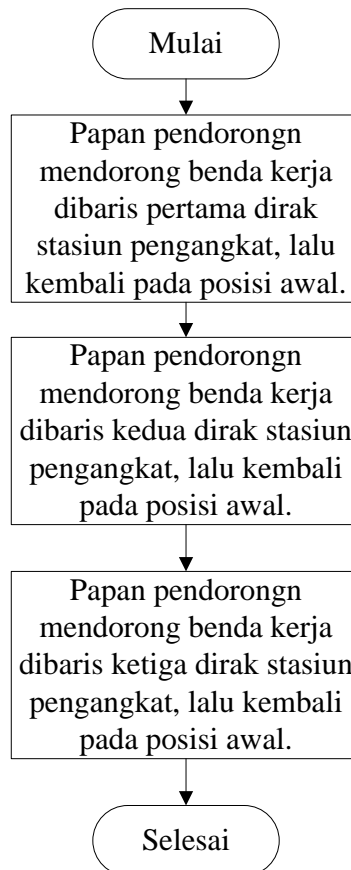 Mulai
Papan pendorongn
mendorong benda kerja
dibaris pertama dirak
stasiun pengangkat, lalu
kembali pada posisi awal.
Papan pendorongn
mendorong benda kerja
dibaris kedua dirak stasiun
pengangkat, lalu kembali
pada posisi awal.
Papan pendorongn
mendorong benda kerja
dibaris ketiga dirak stasiun
pengangkat, lalu kembali
pada posisi awal.
Selesai